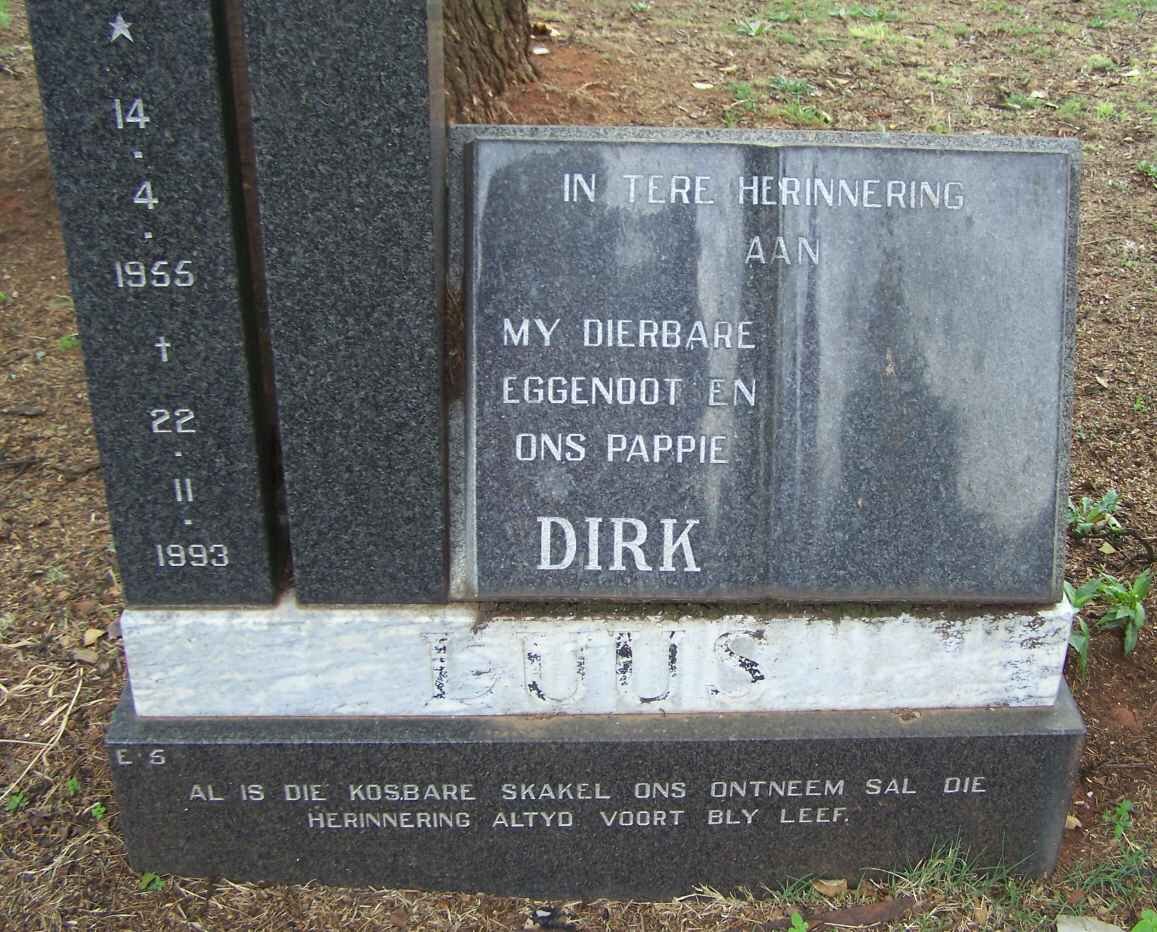 14
.
4
.
1955
†
22
.
11
.
1993
IN TERE HERINNERING
AAN
MY DIERBARE
EGGENOOT EN
ONS PAPPIE
DIRK
LUUS
E S
AL IS DIE KOSBARE SKAKEL ONS ONTNEEM SAL DIE
HERINNERING ALTYD VOORT BLY LEEF.